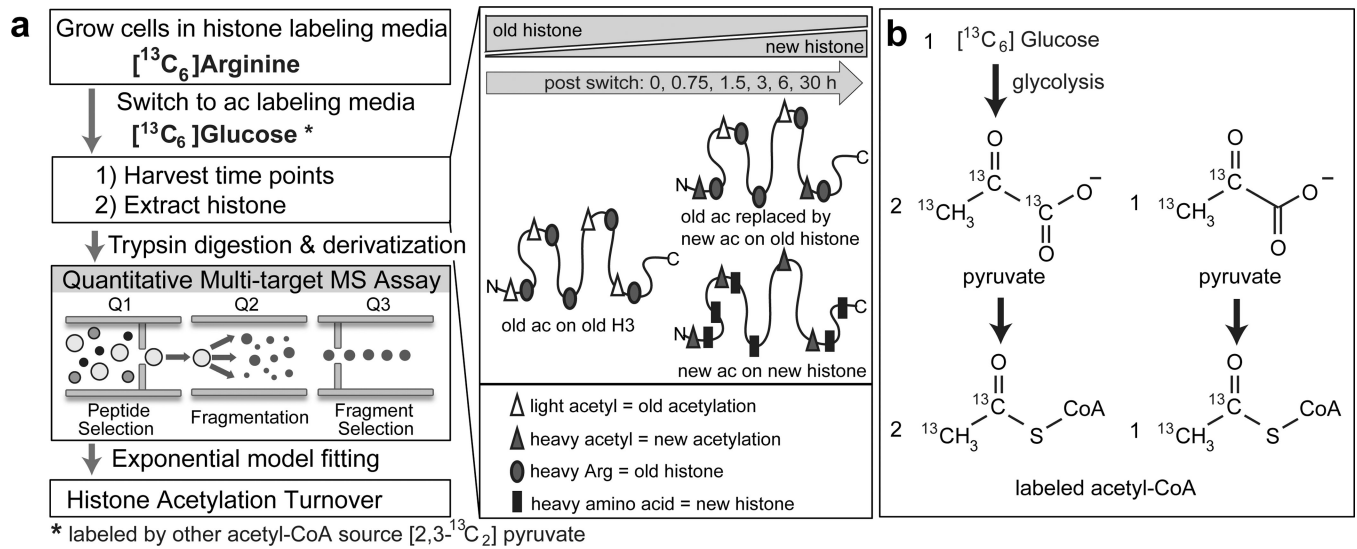 a
Grow cells in histone labeling media
[13C6]Arginine
Switch to ac labeling media
[13C6]Glucose *
1) Harvest time points
2) Extract histone
Trypsin digestion & derivatization
Quantitative Multi-target MS Assay
Q1 Q2 Q3
Peptide Selection
Fragmentation
Fragment Selection
Exponential model fitting
Histone Acetylation Turnover
* labeled by other acetyl-CoA source [2,3-13C2] pyruvate
old histone
new histone
post switch: 0, 0.75, 1.5, 3, 6, 30 h
N C
old ac replaced by
new ac on old histone
N C
old ac on old H3
N C
new ac on new histone
light acetyl = old acetylation
heavy acetyl = new acetylation
heavy Arg = old histone
heavy amino acid = new histone
b
1 [13C6] Glucose
glycolysis
O
13C
2 13CH3 13C O−
O
pyruvate
O
13C
1 13CH3 C O−
O
pyruvate
O
13C CoA
2 13CH3 S
O
13C CoA
1 13CH3 S
labeled acetyl-CoA